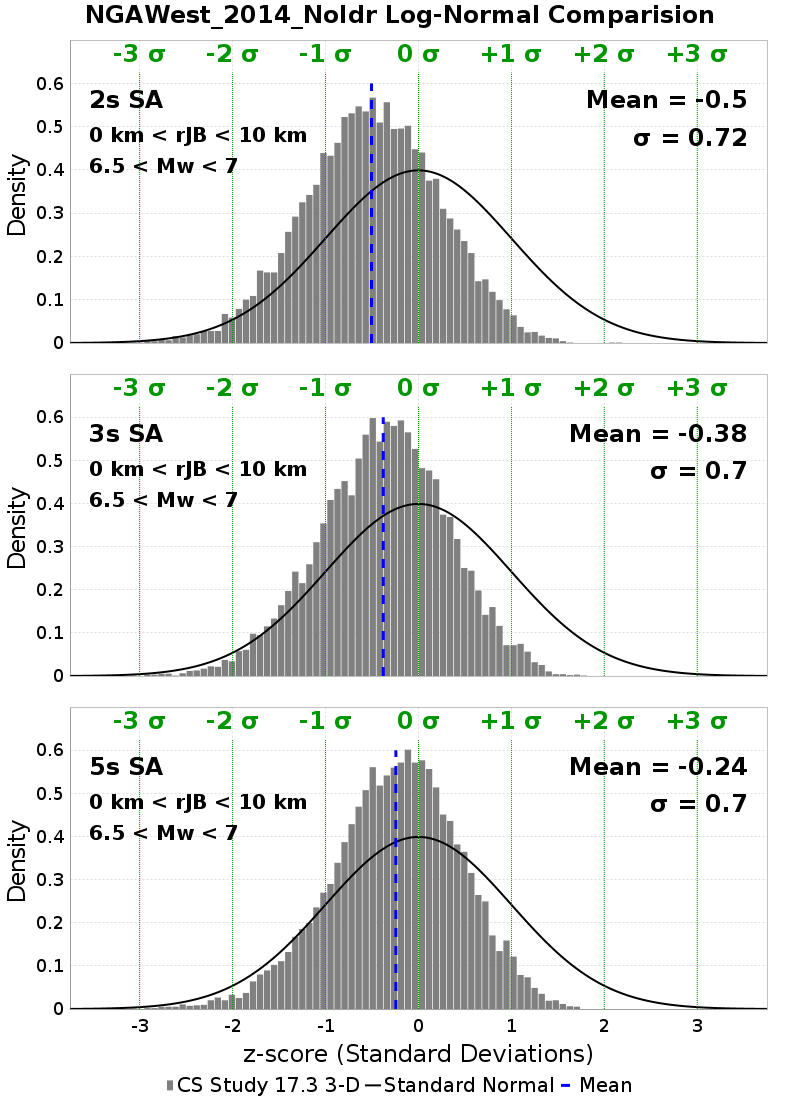 NGAWest_2014_NoIdr Log-Normal Comparision
-3 σ -2 σ -1 σ 0 σ +1 σ +2 σ +3 σ
0.6
2s SA Mean = -0.5
0.5
0 km < rJB < 10 km σ = 0.72
6.5 < Mw < 7
0.4
Density
0.3
0.2
0.1
0
-3 σ -2 σ -1 σ 0 σ +1 σ +2 σ +3 σ
0.6
3s SA Mean = -0.38
0.5
0 km < rJB < 10 km σ = 0.7
6.5 < Mw < 7
0.4
Density
0.3
0.2
0.1
0
-3 σ -2 σ -1 σ 0 σ +1 σ +2 σ +3 σ
0.6
5s SA Mean = -0.24
0.5
0 km < rJB < 10 km σ = 0.7
6.5 < Mw < 7
0.4
Density
0.3
0.2
0.1
0
-3 -2 -1 0 1 2 3
z-score (Standard Deviations)
CS Study 17.3 3-D Standard Normal Mean